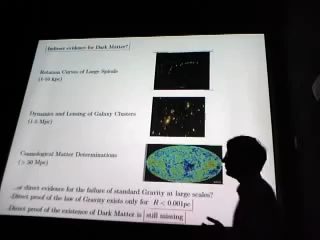 Indirect evidence for Dark Matter?
Rotation Curves of Large Spirals
(1-50 Kpc)
Dynamics and Lensing of Galaxy Clusters
(1-5 Mpc)
Cosmological Matter Determinations
(> 50 Mpc)
...or direct evidence for the failure of standard Gravity at large scales?
-Direct proof of the law of Gravity exists only for R < 0.001pc
-Direct proof of the existence of Dark Matter is still missing